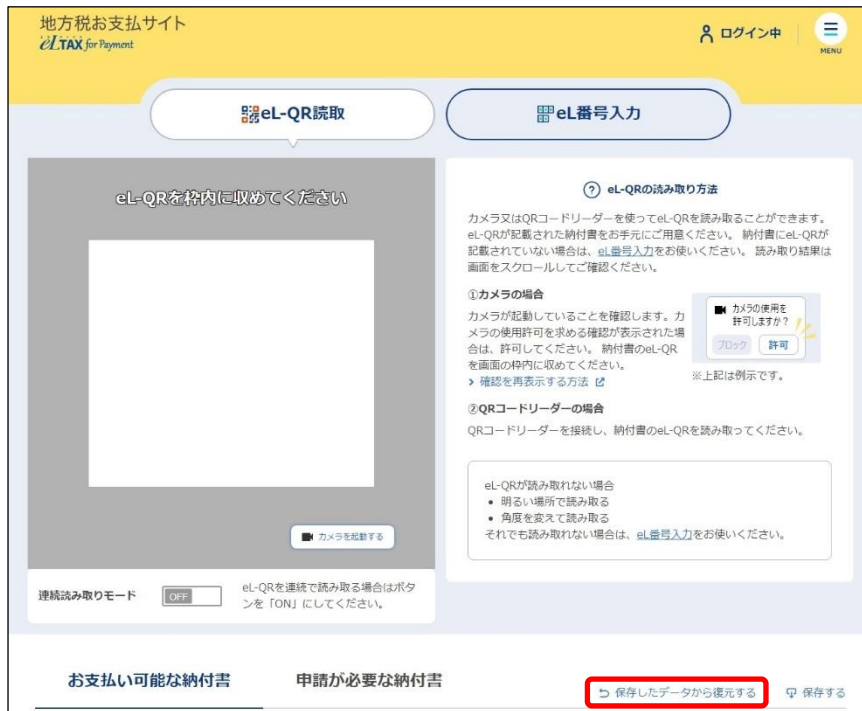 地方税お支払サイト
eLTAX for Payment
ログイン中
MENU
eL-QR読取
eL番号入力
eL-QRを枠内に収めてください
カメラを起動する
連続読み取りモード
OFF
eL-QRを連続で読み取る場合はボタ
ンを「ON」にしてください。
? eL-QRの読み取り方法
カメラ又はQRコードリーダーを使ってeL-QRを読み取ることができます。
eL-QRが記載された納付書をお手元にご用意ください。 納付書にeL-QRが
記載されていない場合は、eL番号入力をお使いください。 読み取り結果は
画面をスクロールしてご確認ください。
①カメラの場合
カメラが起動していることを確認します。カ
メラの使用許可を求める確認が表示された場
合は、許可してください。 納付書のeL-QR
を画面の枠内に収めてください。
> 確認を再表示する方法
カメラの使用を
許可しますか？
ブロック
許可
※上記は例示です。
②QRコードリーダーの場合
QRコードリーダーを接続し、納付書のeL-QRを読み取ってください。
eL-QRが読み取れない場合
• 明るい場所で読み取る
• 角度を変えて読み取る
それでも読み取れない場合は、eL番号入力をお使いください。
お支払い可能な納付書
申請が必要な納付書
保存したデータから復元する
保存する